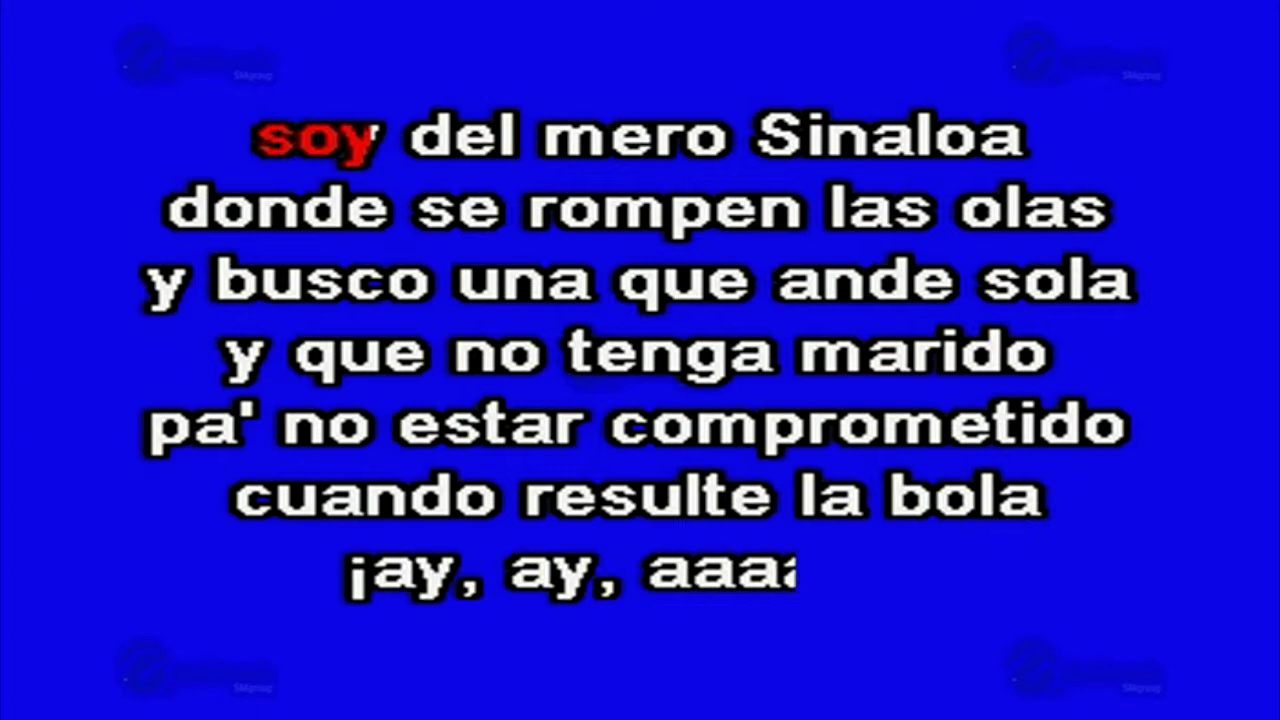 soy del mero Sinaloa
donde se rompen las olas
y busco una que ande sola
y que no tenga marido
pa' no estar comprometido
cuando resulte la bola
¡ay, ay, aaaa